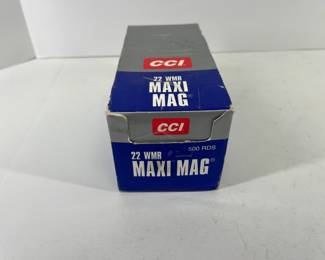 CCI
22 WMR
MAXI
MAG®
CCI
500 RDS
22 WMR
MAXI MAG®